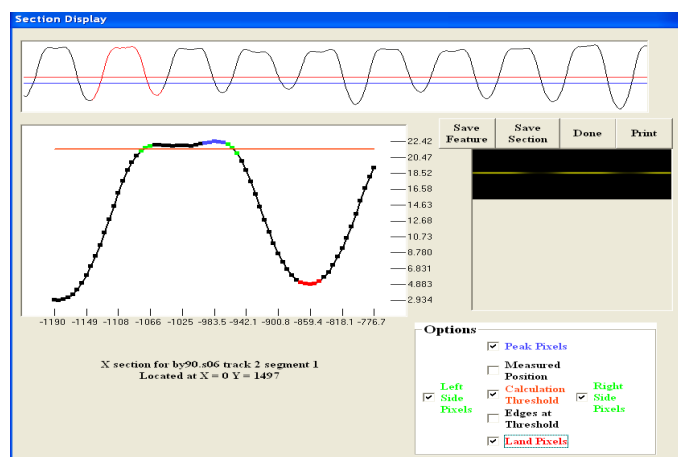 Section Display
Save Feature
Save Section
Done
Print
22.42
20.47
18.52
16.58
14.63
12.68
10.73
8.780
6.831
4.883
2.934
-1190 -1149 -1108 -1066 -1025 -983.5 -942.1 -900.8 -859.4 -818.1 -776.7
X section for by90.s06 track 2 segment 1
Located at X = 0 Y = 1497
Options
Peak Pixels
Measured
Position
Left
Side
Pixels
Calculation
Threshold
Right
Side
Pixels
Edges at
Threshold
Land Pixels